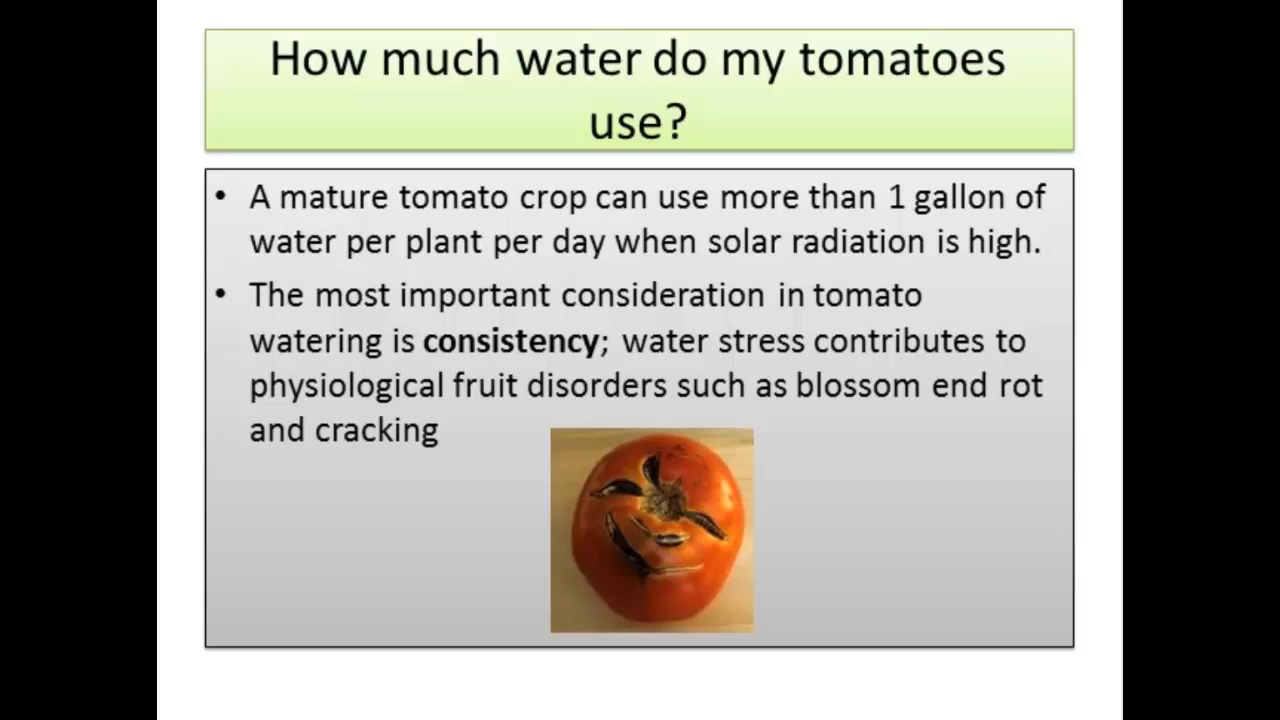 How much water do my tomatoes
use?
• A mature tomato crop can use more than 1 gallon of
water per plant per day when solar radiation is high.
• The most important consideration in tomato
watering is consistency; water stress contributes to
physiological fruit disorders such as blossom end rot
and cracking